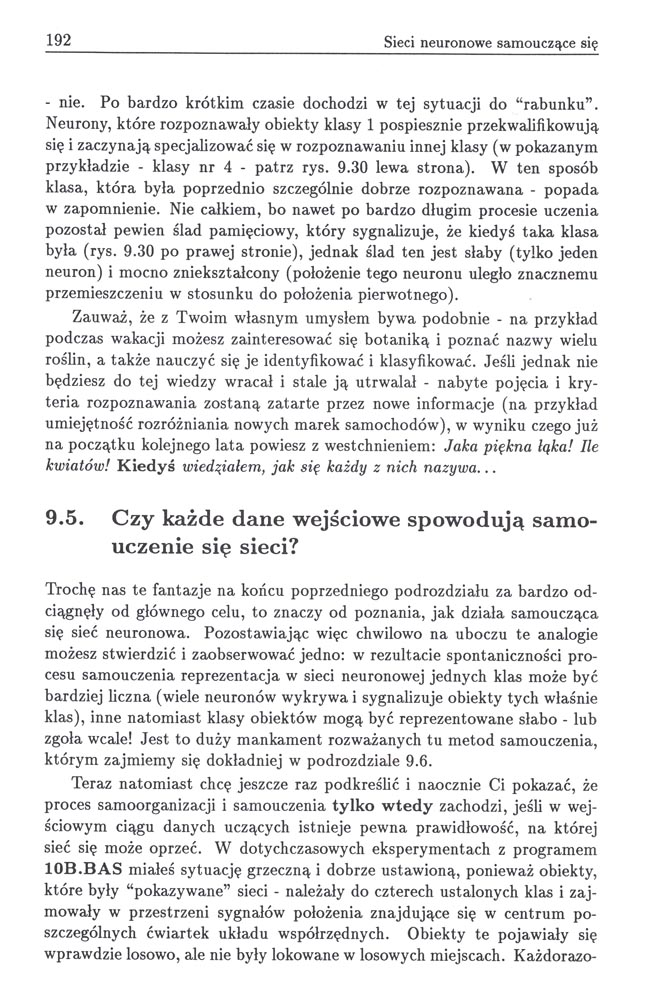 192 Sieci neuronowe samouczące się
- nie. Po bardzo krótkim czasie dochodzi w tej sytuacji do “rabunku”.
Neurony, które rozpoznawały obiekty klasy 1 pospiesznie przekwalifikowują
się i zaczynają specjalizować się w rozpoznawaniu innej klasy (w pokazanym
przykładzie - klasy nr 4 - patrz rys. 9.30 lewa strona). W ten sposób
klasa, która była poprzednio szczególnie dobrze rozpoznawana - popada
w zapomnienie. Nie całkiem, bo nawet po bardzo długim procesie uczenia
pozostał pewien ślad pamięciowy, który sygnalizuje, że kiedyś taka klasa
była (rys. 9.30 po prawej stronie), jednak ślad ten jest słaby (tylko jeden
neuron) i mocno zniekształcony (położenie tego neuronu uległo znacznemu
przemieszczeniu w stosunku do położenia pierwotnego).
Zauważ, że z Twoim własnym umysłem bywa podobnie - na przykład
podczas wakacji możesz zainteresować się botaniką i poznać nazwy wielu
roślin, a także nauczyć się je identyfikować i klasyfikować. Jeśli jednak nie
będziesz do tej wiedzy wracał i stale ją utrwalał - nabyte pojęcia i kry-
teria rozpoznawania zostaną zatarte przez nowe informacje (na przykład
umiejętność rozróżniania nowych marek samochodów), w wyniku czego już
na początku kolejnego lata powiesz z westchnieniem: Jaka piękna łąka! Ile
kwiatów! Kiedyś wiedziałem, jak się każdy z nich nazywa...
9.5. Czy każde dane wejściowe spowodują samo-
uczenie się sieci?
Trochę nas te fantazje na końcu poprzedniego podrozdziału za bardzo od-
ciągnęły od głównego celu, to znaczy od poznania, jak działa samoucząca
się sieć neuronowa. Pozostawiając więc chwilowo na uboczu te analogie
możesz stwierdzić i zaobserwować jedno: w rezultacie spontaniczności pro-
cesu samouczenia reprezentacja w sieci neuronowej jednych klas może być
bardziej liczna (wiele neuronów wykrywa i sygnalizuje obiekty tych właśnie
klas), inne natomiast klasy obiektów mogą być reprezentowane słabo - lub
zgoła wcale! Jest to duży mankament rozważanych tu metod samouczenia,
którym zajmiemy się dokładniej w podrozdziale 9.6.
Teraz natomiast chcę jeszcze raz podkreślić i naocznie Ci pokazać, że
proces samoorganizacji i samouczenia tylko wtedy zachodzi, jeśli w wej-
ściowym ciągu danych uczących istnieje pewna prawidłowość, na której
sieć się może oprzeć. W dotychczasowych eksperymentach z programem
10B.BAS miałeś sytuację grzeczną i dobrze ustawioną, ponieważ obiekty,
które były “pokazywane” sieci - należały do czterech ustalonych klas i zaj-
mowały w przestrzeni sygnałów położenia znajdujące się w centrum po-
szczególnych ćwiartek układu współrzędnych. Obiekty te pojawiały się
wprawdzie losowo, ale nie były lokowane w losowych miejscach. Każdorazo-